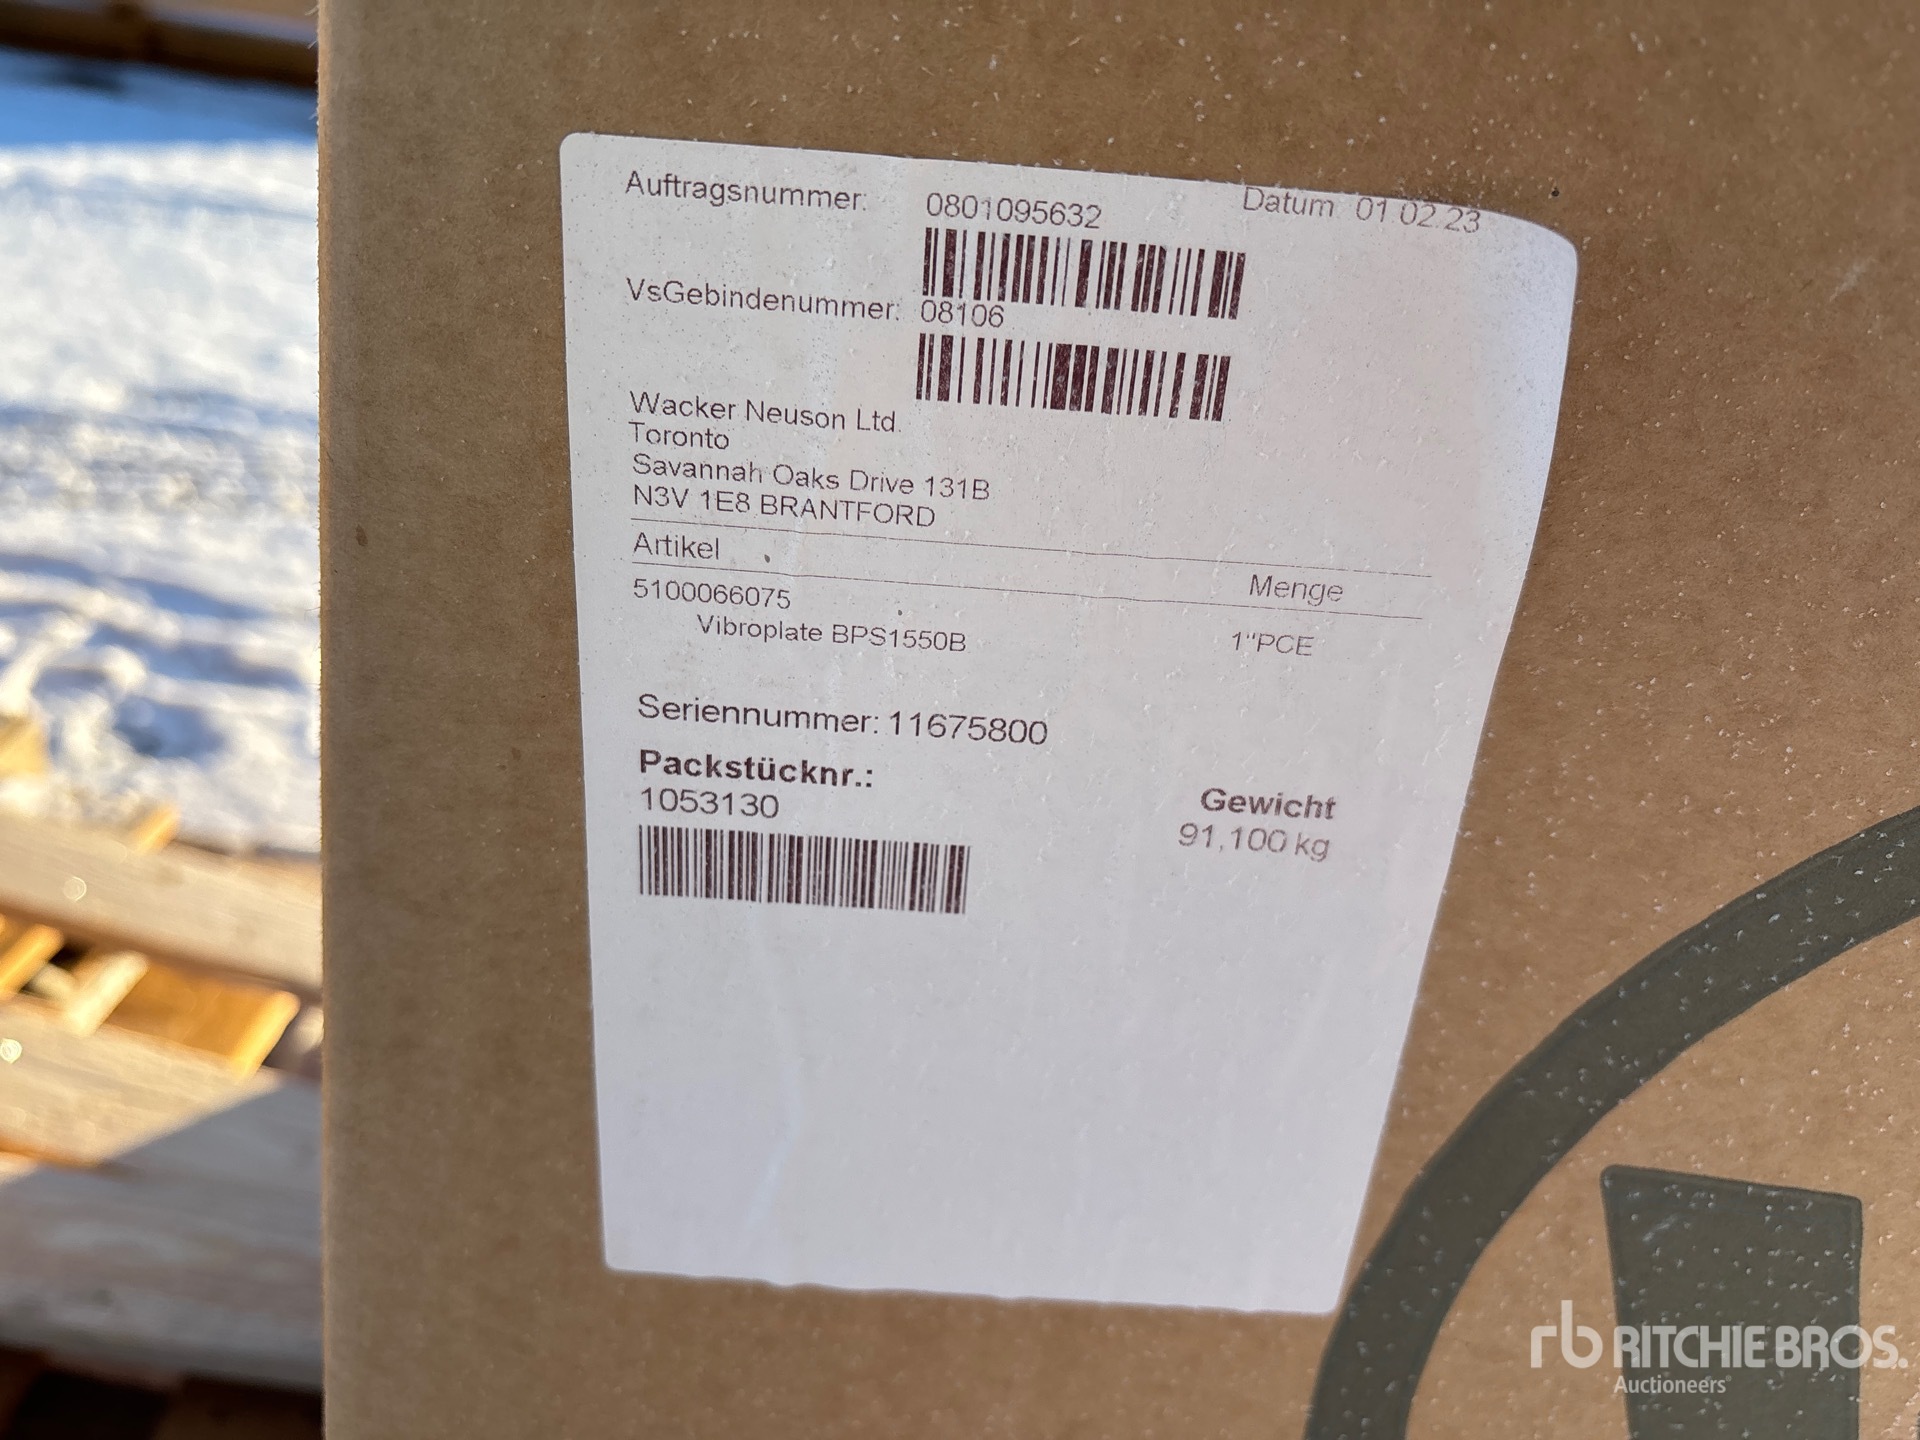 Auftragsnummer: 0801095632 Datum 01.02.23
VsGebindenummer: 08106
Wacker Neuson Ltd.
Toronto
Savannah Oaks Drive 131B
N3V 1E8 BRANTFORD
Artikel Menge
5100066075
Vibroplate BPS1550B 1"PCE
Seriennummer: 11675800
Packstücknr.:
1053130
Gewicht
91,100 kg
rb RITCHIE BROS.
Auctioneers